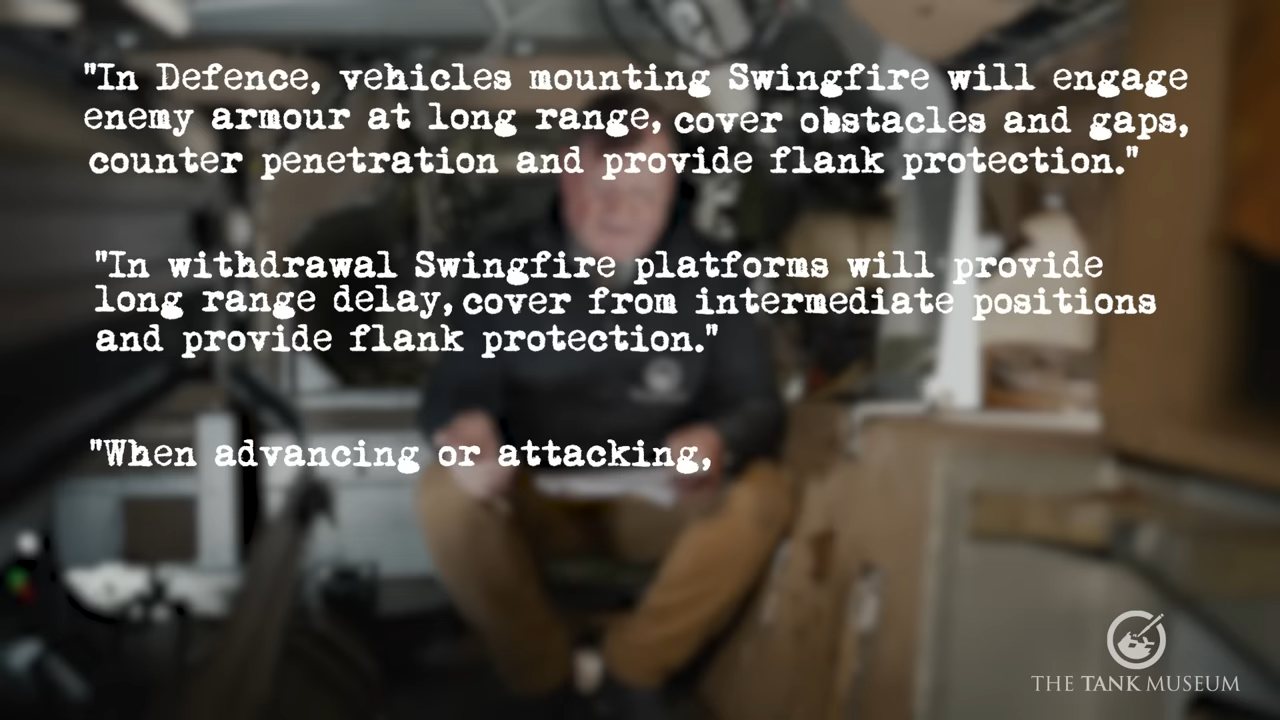 "In Defence, vehicles mounting Swingfire will engage
enemy armour at long range, cover obstacles and gaps,
counter penetration and provide flank protection."
"In withdrawal Swingfire platforms will provide
long range delay, cover from intermediate positions
and provide flank protection."
"When advancing or attacking,
THE TANK MUSEUM